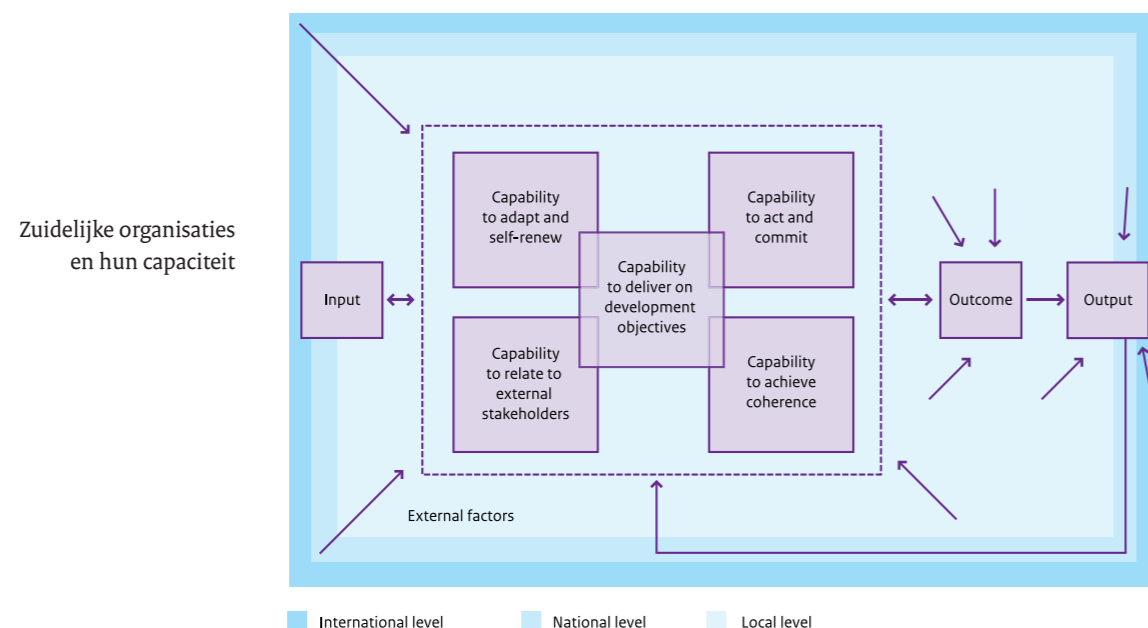 Zuidelijke organisaties
en hun capaciteit
Input
Capability
to adapt and
self-renew
Capability
to act and
commit
Capability
to deliver on
development
objectives
Capability
to relate to
external
stakeholders
Capability
to achieve
coherence
Outcome
Output
External factors
International level
National level
Local level